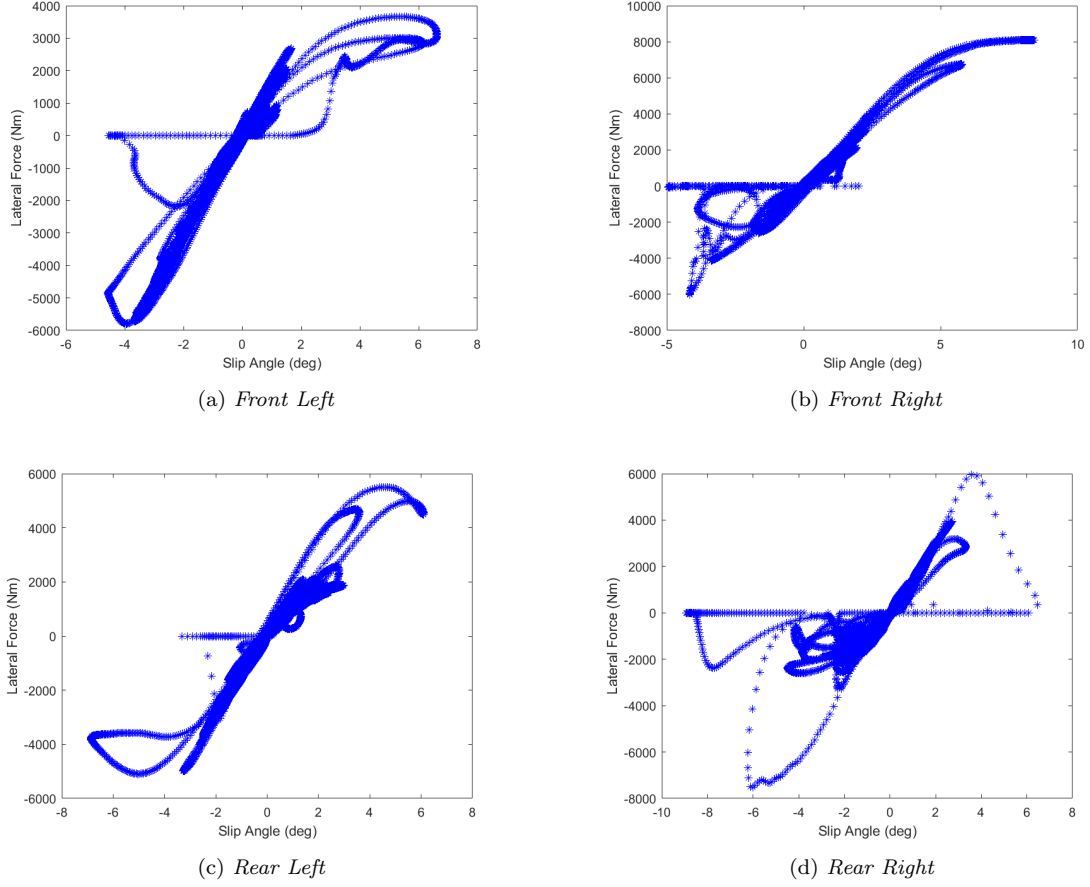 4000
3000
2000
1000
0
-1000
-2000
-3000
-4000
-5000
-6000
Lateral Force (Nm)
-6 -4 -2 0 2 4 6 8
Slip Angle (deg)
(a) Front Left
10000
8000
6000
4000
2000
0
-2000
-4000
-6000
-8000
Lateral Force (Nm)
-5 0 5 10
Slip Angle (deg)
(b) Front Right
6000
4000
2000
0
-2000
-4000
-6000
Lateral Force (Nm)
-8 -6 -4 -2 0 2 4 6 8
Slip Angle (deg)
(c) Rear Left
6000
4000
2000
0
-2000
-4000
-6000
-8000
Lateral Force (Nm)
-10 -8 -6 -4 -2 0 2 4 6 8
Slip Angle (deg)
(d) Rear Right